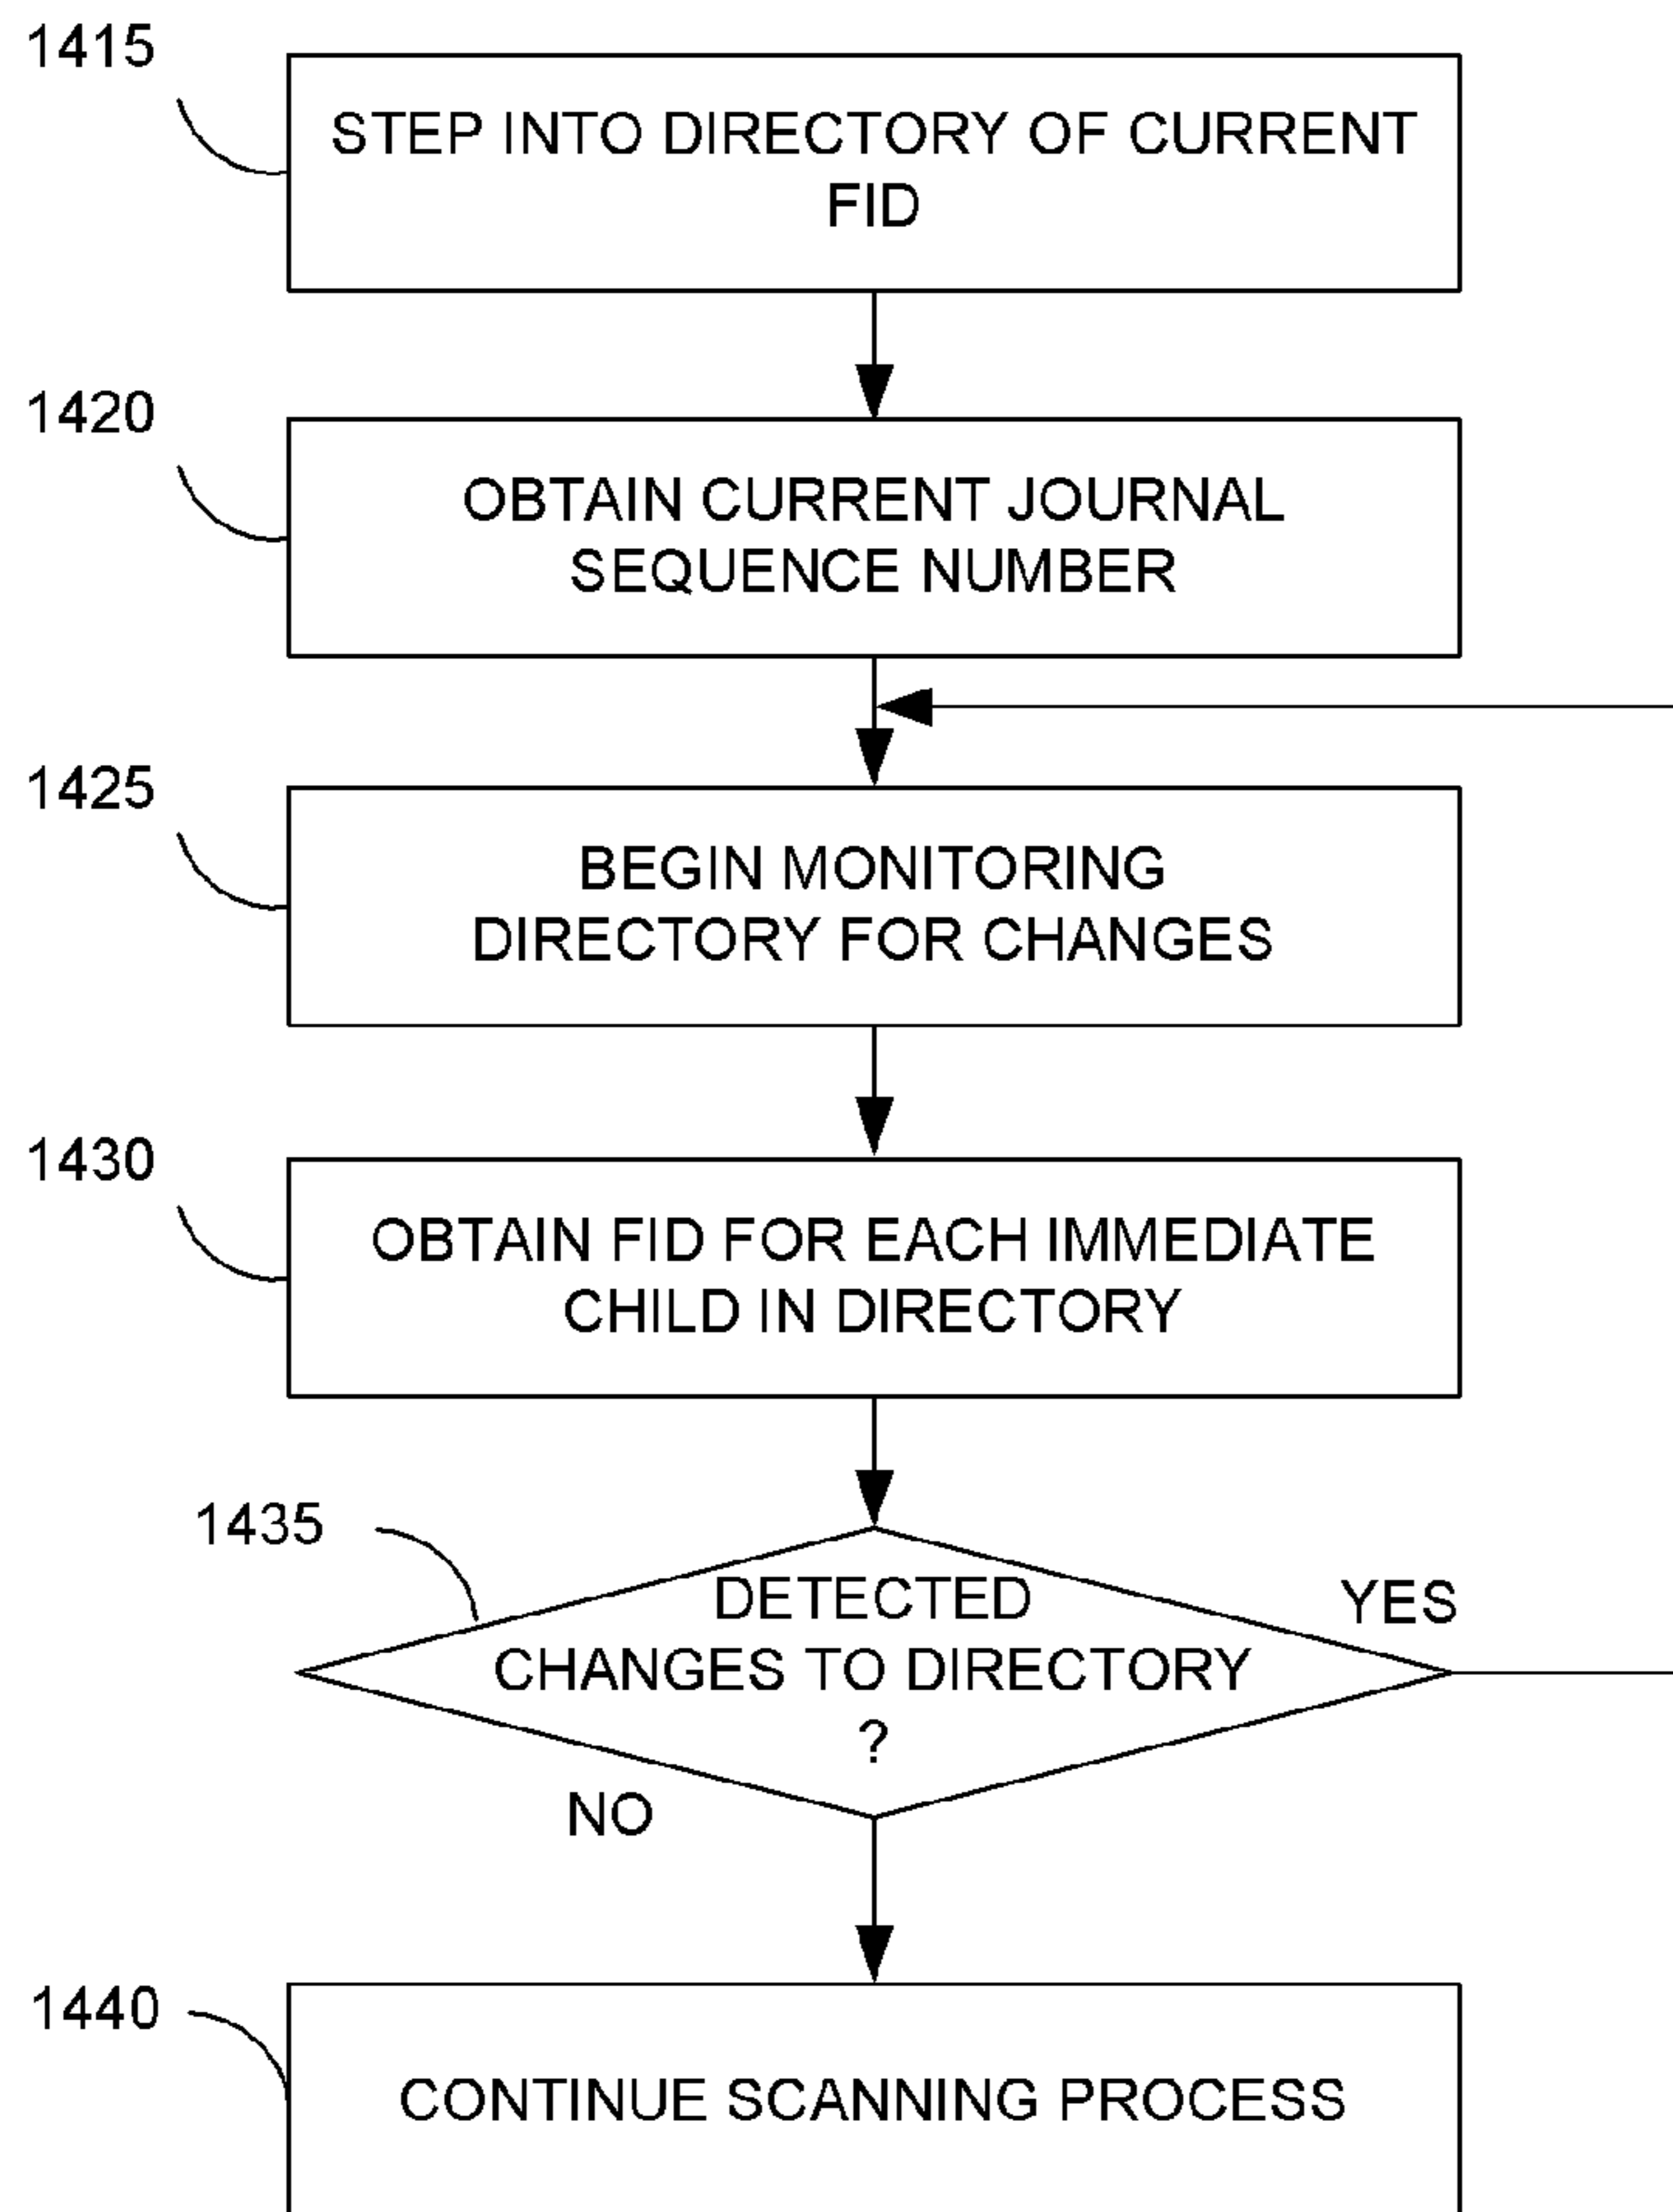 1415
STEP INTO DIRECTORY OF CURRENT
FID
1420
OBTAIN CURRENT JOURNAL
SEQUENCE NUMBER
1425
BEGIN MONITORING
DIRECTORY FOR CHANGES
1430
OBTAIN FID FOR EACH IMMEDIATE
CHILD IN DIRECTORY
1435
DETECTED
CHANGES TO DIRECTORY
?
YES
NO
1440
CONTINUE SCANNING PROCESS